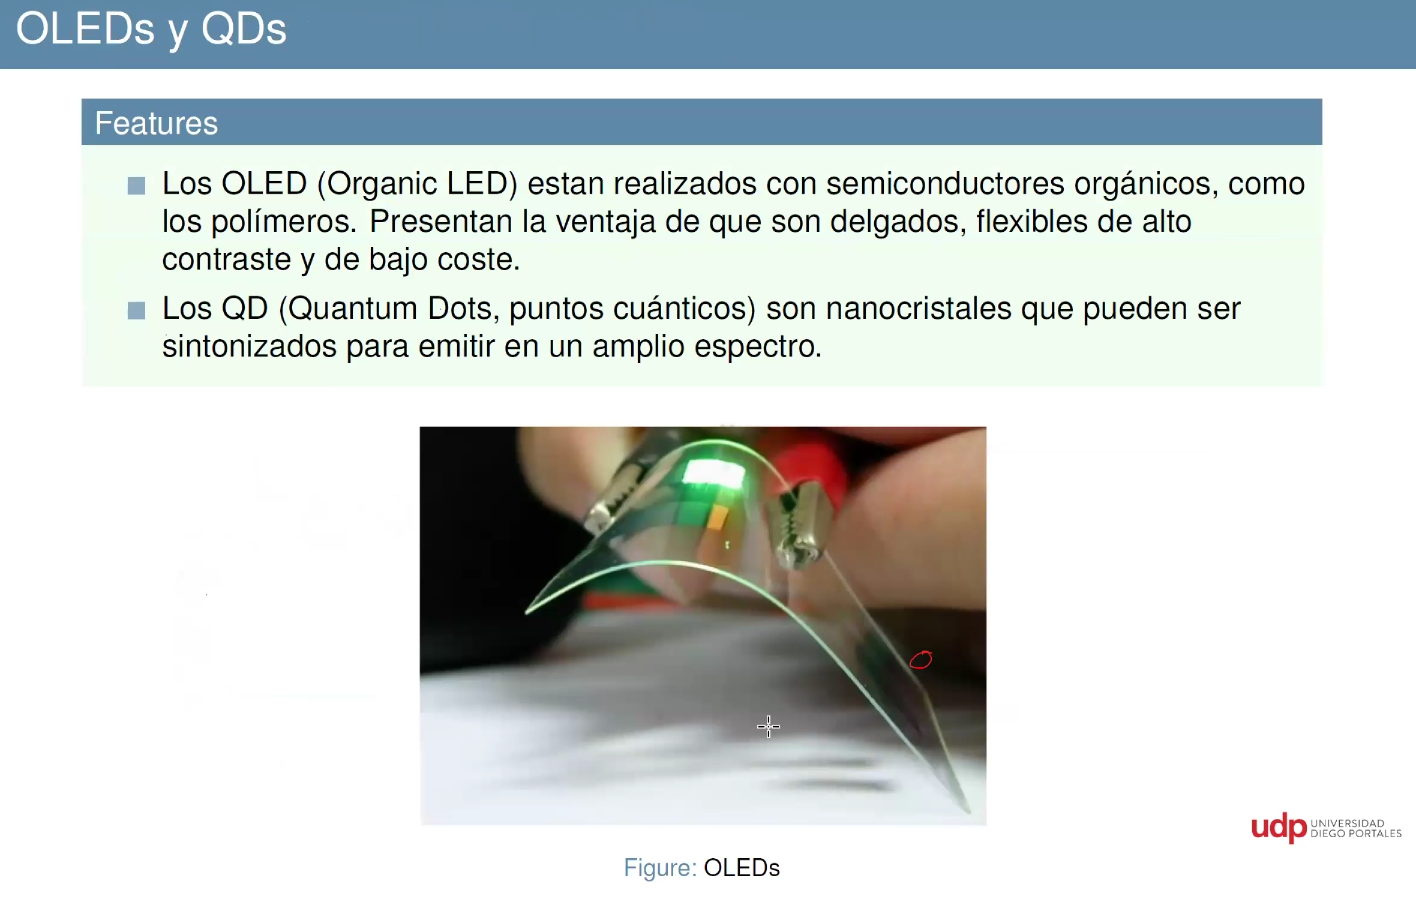 OLEDs y QDs
Features
Los OLED (Organic LED) estan realizados con semiconductores orgánicos, como
los polímeros. Presentan la ventaja de que son delgados, flexibles de alto
contraste y de bajo coste.
Los QD (Quantum Dots, puntos cuánticos) son nanocristales que pueden ser
sintonizados para emitir en un amplio espectro.
udp UNIVERSIDAD
DIEGO PORTALES
Figure: OLEDs